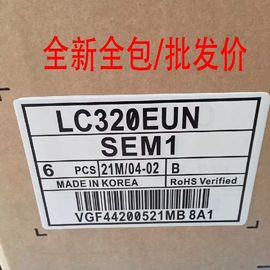 全新全包/批发价
LC320EUN
SEM1
6 PCS 21M/04-02 B
MADE IN KOREA RoHS Verified
VGF44200521MB 8A1